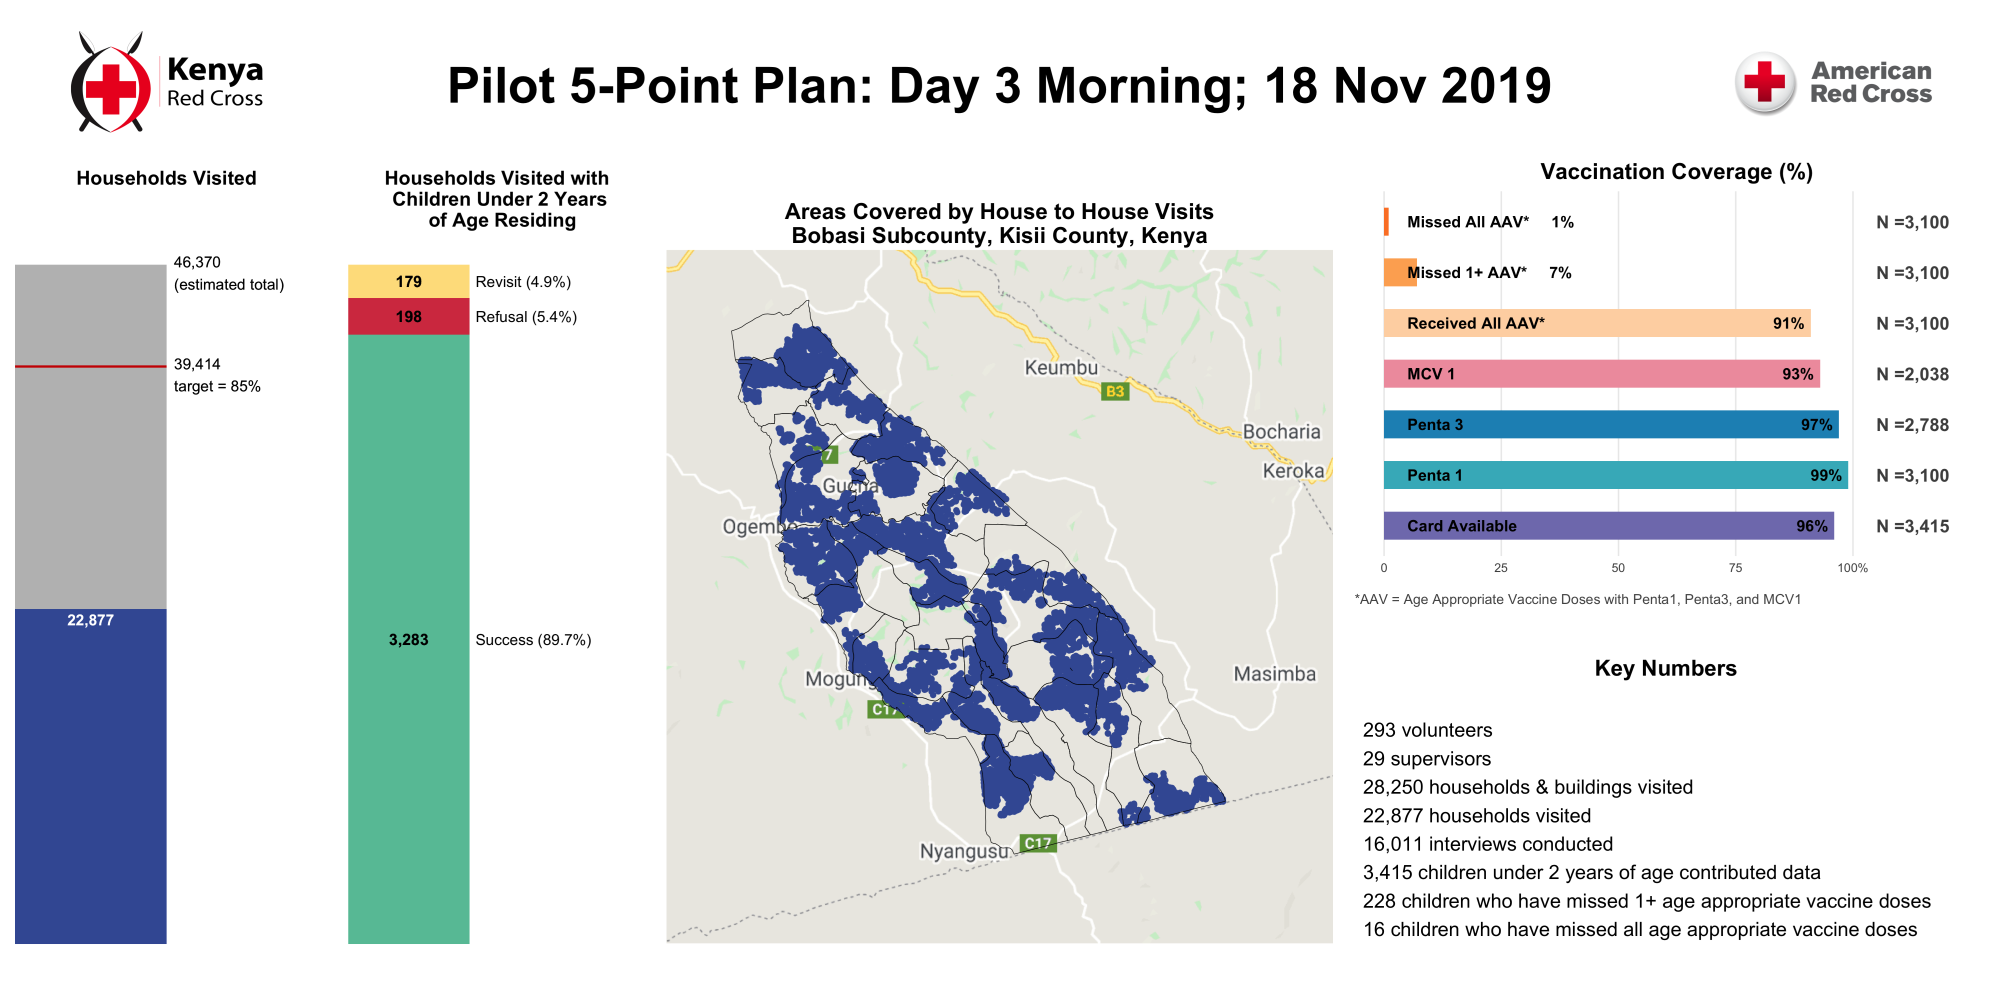 Kenya
Red Cross
Pilot 5-Point Plan: Day 3 Morning; 18 Nov 2019
American
Red Cross
Households Visited
46,370
(estimated total)
39,414
target = 85%
22,877
Households Visited with
Children Under 2 Years
of Age Residing
179
Revisit (4.9%)
198
Refusal (5.4%)
3,283
Success (89.7%)
Areas Covered by House to House Visits
Bobasi Subcounty, Kisii County, Kenya
Keumbu
B3
Bocharia
Keroka
7
Gucha
Ogembo
Masimba
Mogung
C17
Nyangusu
C17
Vaccination Coverage (%)
Missed All AAV* 1% N =3,100
Missed 1+ AAV* 7% N =3,100
Received All AAV* 91% N =3,100
MCV 1 93% N =2,038
Penta 3 97% N =2,788
Penta 1 99% N =3,100
Card Available 96% N =3,415
0 25 50 75 100%
*AAV = Age Appropriate Vaccine Doses with Penta1, Penta3, and MCV1
Key Numbers
293 volunteers
29 supervisors
28,250 households & buildings visited
22,877 households visited
16,011 interviews conducted
3,415 children under 2 years of age contributed data
228 children who have missed 1+ age appropriate vaccine doses
16 children who have missed all age appropriate vaccine doses